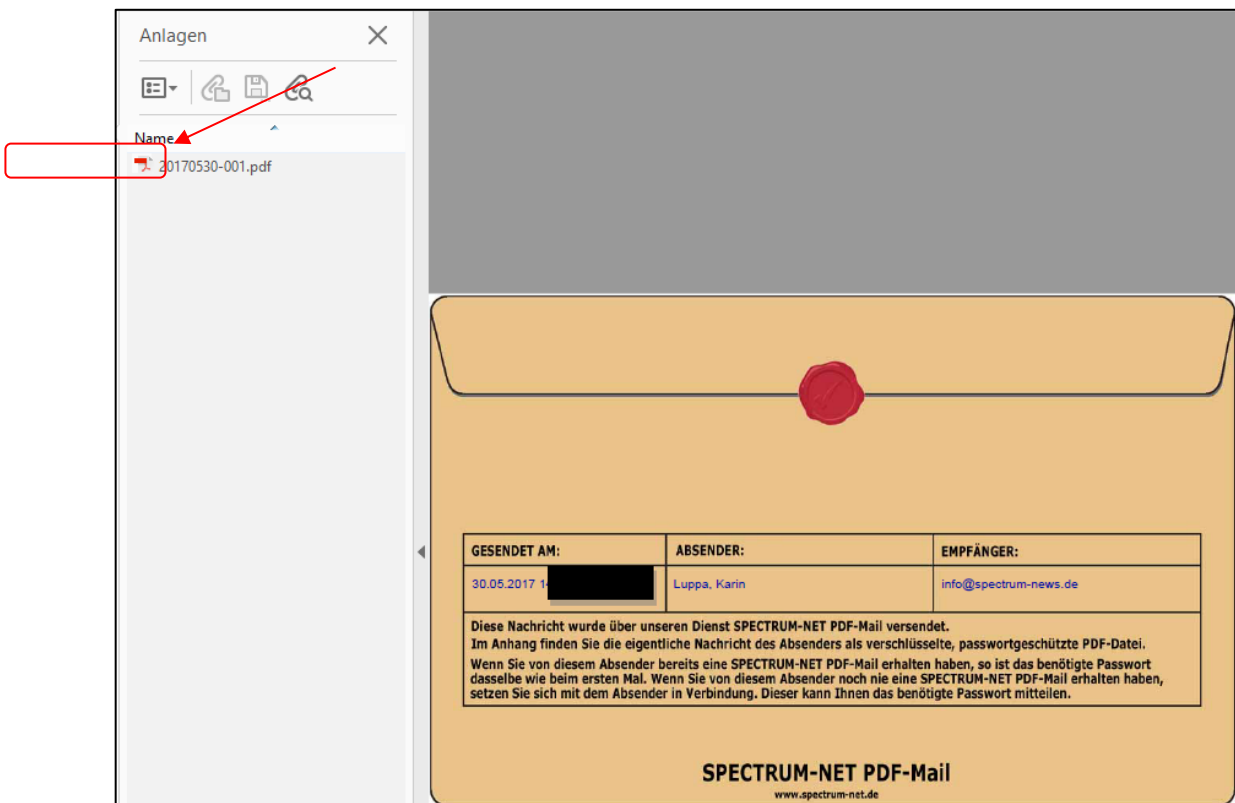 Anlagen
Name
20170530-001.pdf
GESENDET AM:
ABSENDER:
EMPFÄNGER:
30.05.2017
Luppa, Karin
info@spectrum-news.de
Diese Nachricht wurde über unseren Dienst SPECTRUM-NET PDF-Mail versendet.
Im Anhang finden Sie die eigentliche Nachricht des Absenders als verschlüsselte, passwortgeschützte PDF-Datei.
Wenn Sie von diesem Absender bereits eine SPECTRUM-NET PDF-Mail erhalten haben, so ist das benötigte Passwort
dasselbe wie beim ersten Mal. Wenn Sie von diesem Absender noch nie eine SPECTRUM-NET PDF-Mail erhalten haben,
setzen Sie sich mit dem Absender in Verbindung. Dieser kann Ihnen das benötigte Passwort mitteilen.
SPECTRUM-NET PDF-Mail
www.spectrum-net.de